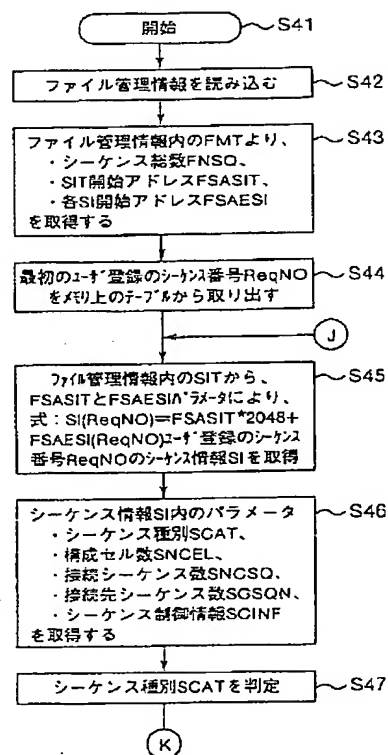 開始
S41
ファイル管理情報を読み込む
S42
ファイル管理情報内のFMTより、
・シーケンス総数FNSQ、
・SIT開始アドレスFSASIT、
・各SI開始アドレスFSAESI
を取得する
S43
最初のユーザ登録のシーケンス番号ReqNO
をメモリ上のテーブルから取り出す
S44
J
ファイル管理情報内のSITから、
FSASITとFSAESIパラメータにより、
式:SI(ReqNO)=FSASIT*2048+
FSAESI(ReqNO)ユーザ登録のシーケンス
番号ReqNOのシーケンス情報SIを取得
S45
シーケンス情報SI内のパラメータ
・シーケンス種別SCAT、
・構成セル数SNCEL、
・接続シーケンス数SNCSQ、
・接続先シーケンス数SCSQN、
・シーケンス制御情報SCINF
を取得する
S46
シーケンス種別SCATを判定
S47
K